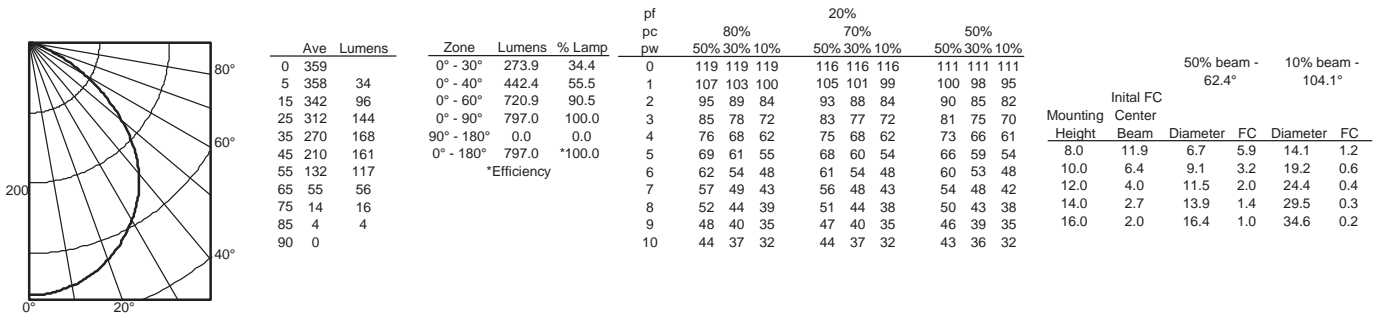 80°
60°
200
40°
0° 20°
Ave Lumens
0 359
5 358 34
15 342 96
25 312 144
35 270 168
45 210 161
55 132 117
65 55 56
75 14 16
85 4 4
90 0
Zone Lumens % Lamp
0° - 30° 273.9 34.4
0° - 40° 442.4 55.5
0° - 60° 720.9 90.5
0° - 90° 797.0 100.0
90° - 180° 0.0 0.0
0° - 180° 797.0 *100.0
*Efficiency
pf 20%
pc 80% 70% 50%
pw 50% 30% 10% 50% 30% 10% 50% 30% 10%
0 119 119 119 116 116 116 111 111 111
1 107 103 100 105 101 99 100 98 95
2 95 89 84 93 88 84 90 85 82
3 85 78 72 83 77 72 81 75 70
4 76 68 62 75 68 62 73 66 61
5 69 61 55 68 60 54 66 59 54
6 62 54 48 61 54 48 60 53 48
7 57 49 43 56 48 43 54 48 42
8 52 44 39 51 44 38 50 43 38
9 48 40 35 47 40 35 46 39 35
10 44 37 32 44 37 32 43 36 32
50% beam - 10% beam -
62.4° 104.1°
Inital FC
Mounting Center
Height Beam Diameter FC Diameter FC
8.0 11.9 6.7 5.9 14.1 1.2
10.0 6.4 9.1 3.2 19.2 0.6
12.0 4.0 11.5 2.0 24.4 0.4
14.0 2.7 13.9 1.4 29.5 0.3
16.0 2.0 16.4 1.0 34.6 0.2